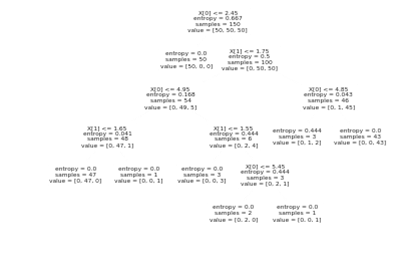 X[0] <= 2.45
entropy = 0.667
samples = 150
value = [50, 50, 50]
entropy = 0.0
samples = 50
value = [50, 0, 0]
X[1] <= 1.75
entropy = 0.5
samples = 100
value = [0, 50, 50]
X[0] <= 4.95
entropy = 0.168
samples = 54
value = [0, 49, 5]
X[0] <= 4.85
entropy = 0.043
samples = 46
value = [0, 1, 45]
X[1] <= 1.65
entropy = 0.041
samples = 48
value = [0, 47, 1]
X[1] <= 1.55
entropy = 0.444
samples = 6
value = [0, 2, 4]
entropy = 0.444
samples = 3
value = [0, 1, 2]
entropy = 0.0
samples = 43
value = [0, 0, 43]
entropy = 0.0
samples = 47
value = [0, 47, 0]
entropy = 0.0
samples = 1
value = [0, 0, 1]
entropy = 0.0
samples = 3
value = [0, 0, 3]
X[0] <= 5.45
entropy = 0.444
samples = 3
value = [0, 2, 1]
entropy = 0.0
samples = 2
value = [0, 2, 0]
entropy = 0.0
samples = 1
value = [0, 0, 1]